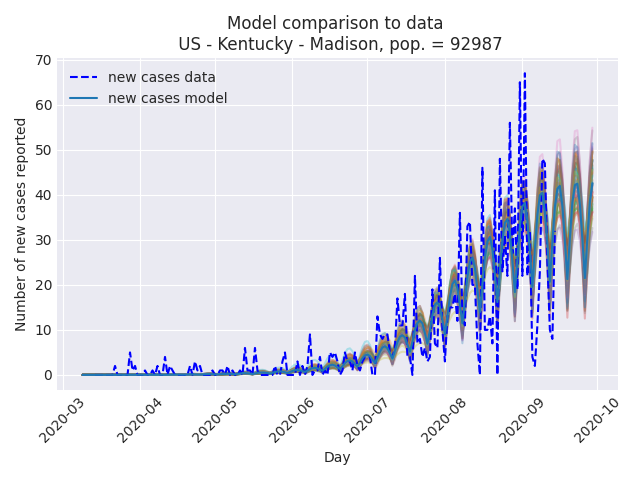 Model comparison to data
US - Kentucky - Madison, pop. = 92987
70
60
50
40
30
20
10
0
Number of new cases reported
new cases data
new cases model
2020-03
2020-04
2020-05
2020-06
2020-07
2020-08
2020-09
2020-10
Day